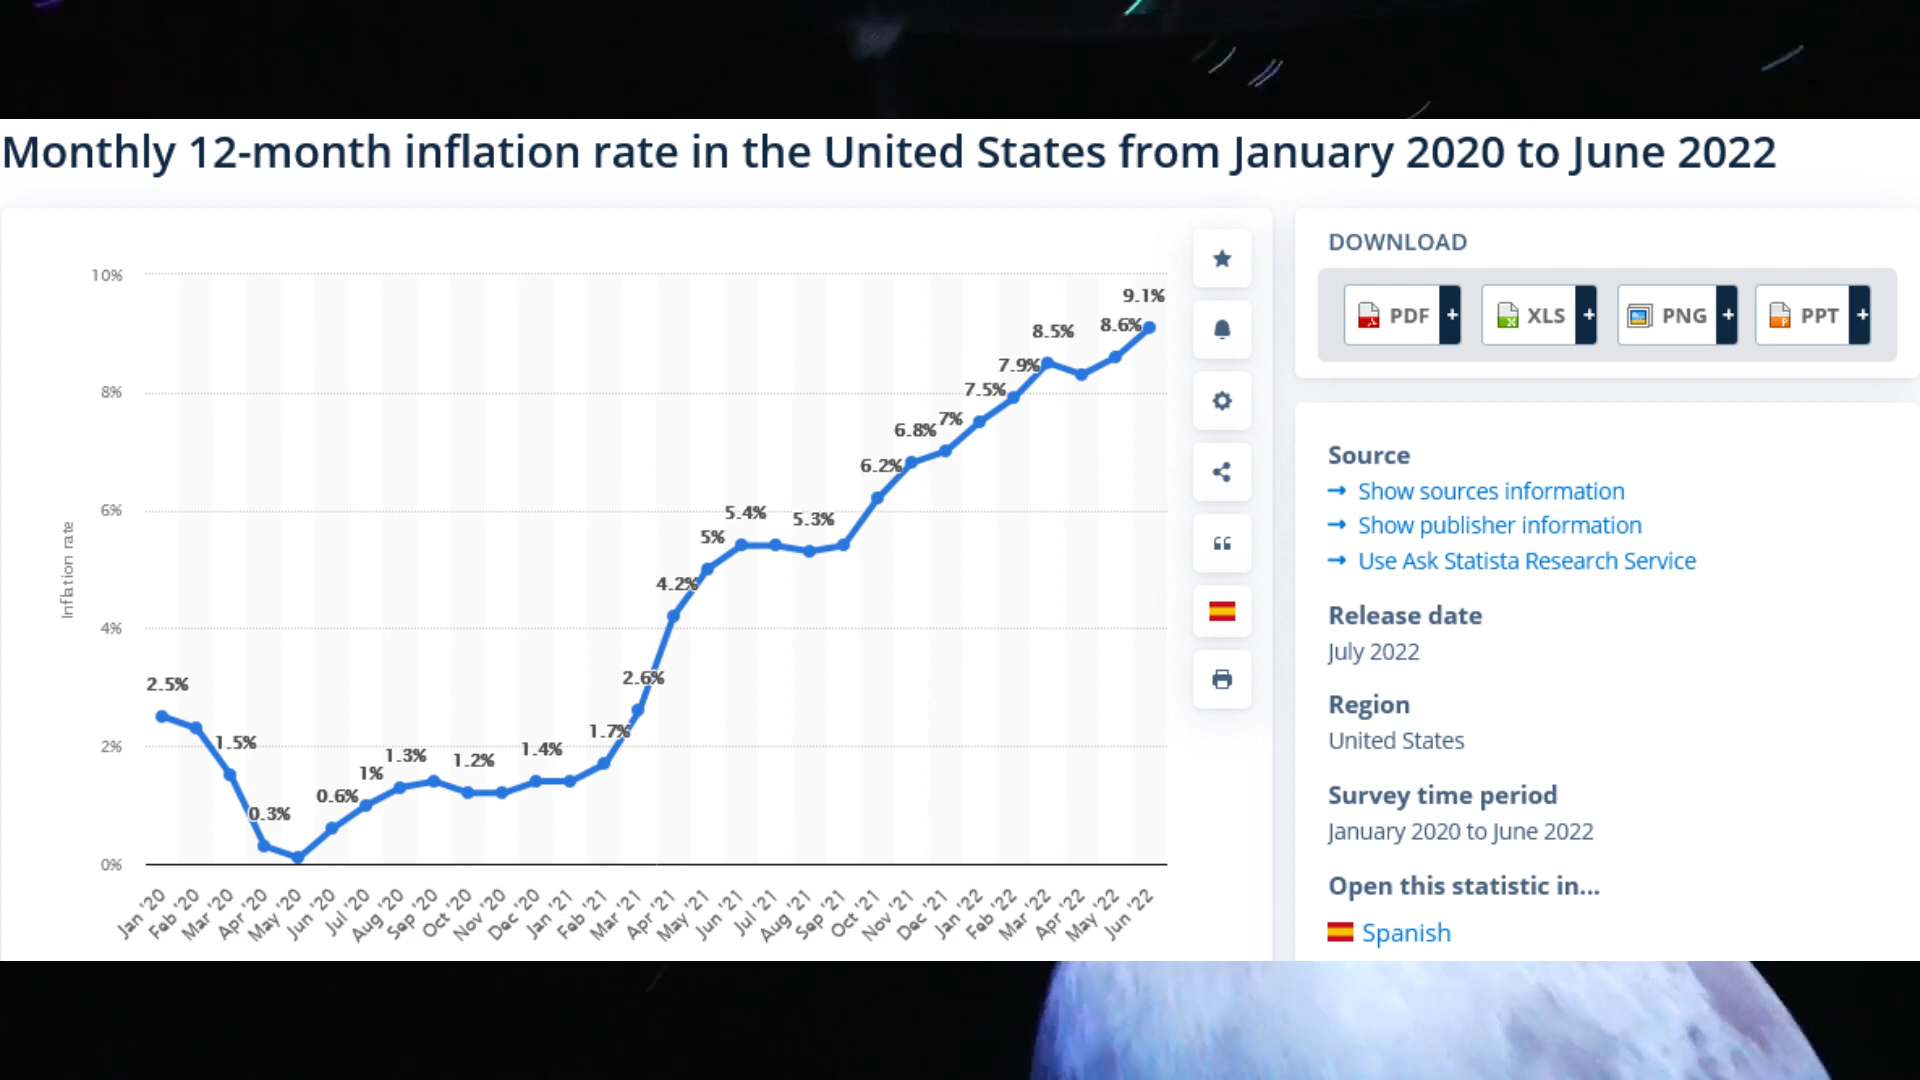 Monthly 12-month inflation rate in the United States from January 2020 to June 2022
10%
8%
6%
4%
2%
0%
Inflation rate
2.5%
1.5%
0.3%
0.6%
1%
1.3%
1.2%
1.4%
1.7%
2.6%
4.2%
5%
5.4%
5.3%
6.2%
6.8%
7%
7.5%
7.9%
8.5%
8.6%
9.1%
Jan '20
Feb '20
Mar '20
Apr '20
May '20
Jun '20
Jul '20
Aug '20
Sep '20
Oct '20
Nov '20
Dec '20
Jan '21
Feb '21
Mar '21
Apr '21
May '21
Jun '21
Jul '21
Aug '21
Sep '21
Oct '21
Nov '21
Dec '21
Jan '22
Feb '22
Mar '22
Apr '22
May '22
Jun '22
DOWNLOAD
PDF + XLS + PNG + PPT +
Source
→ Show sources information
→ Show publisher information
→ Use Ask Statista Research Service
Release date
July 2022
Region
United States
Survey time period
January 2020 to June 2022
Open this statistic in...
Spanish